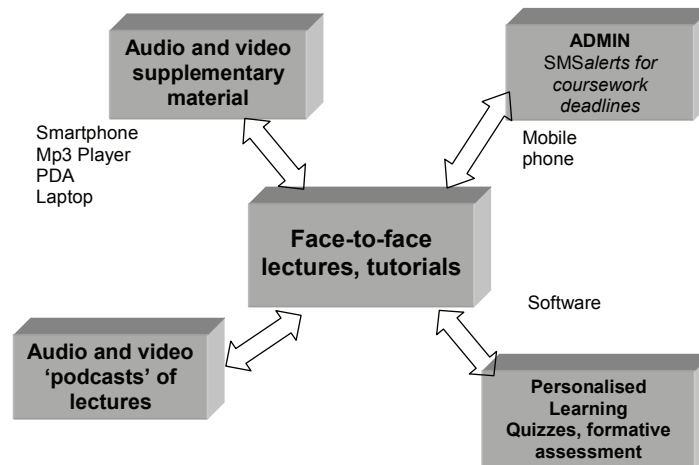 Audio and video
supplementary
material
ADMIN
SMSalerts for
coursework
deadlines
Smartphone
Mp3 Player
PDA
Laptop
Mobile
phone
Face-to-face
lectures, tutorials
Software
Audio and video
‘podcasts’ of
lectures
Personalised
Learning
Quizzes, formative
assessment